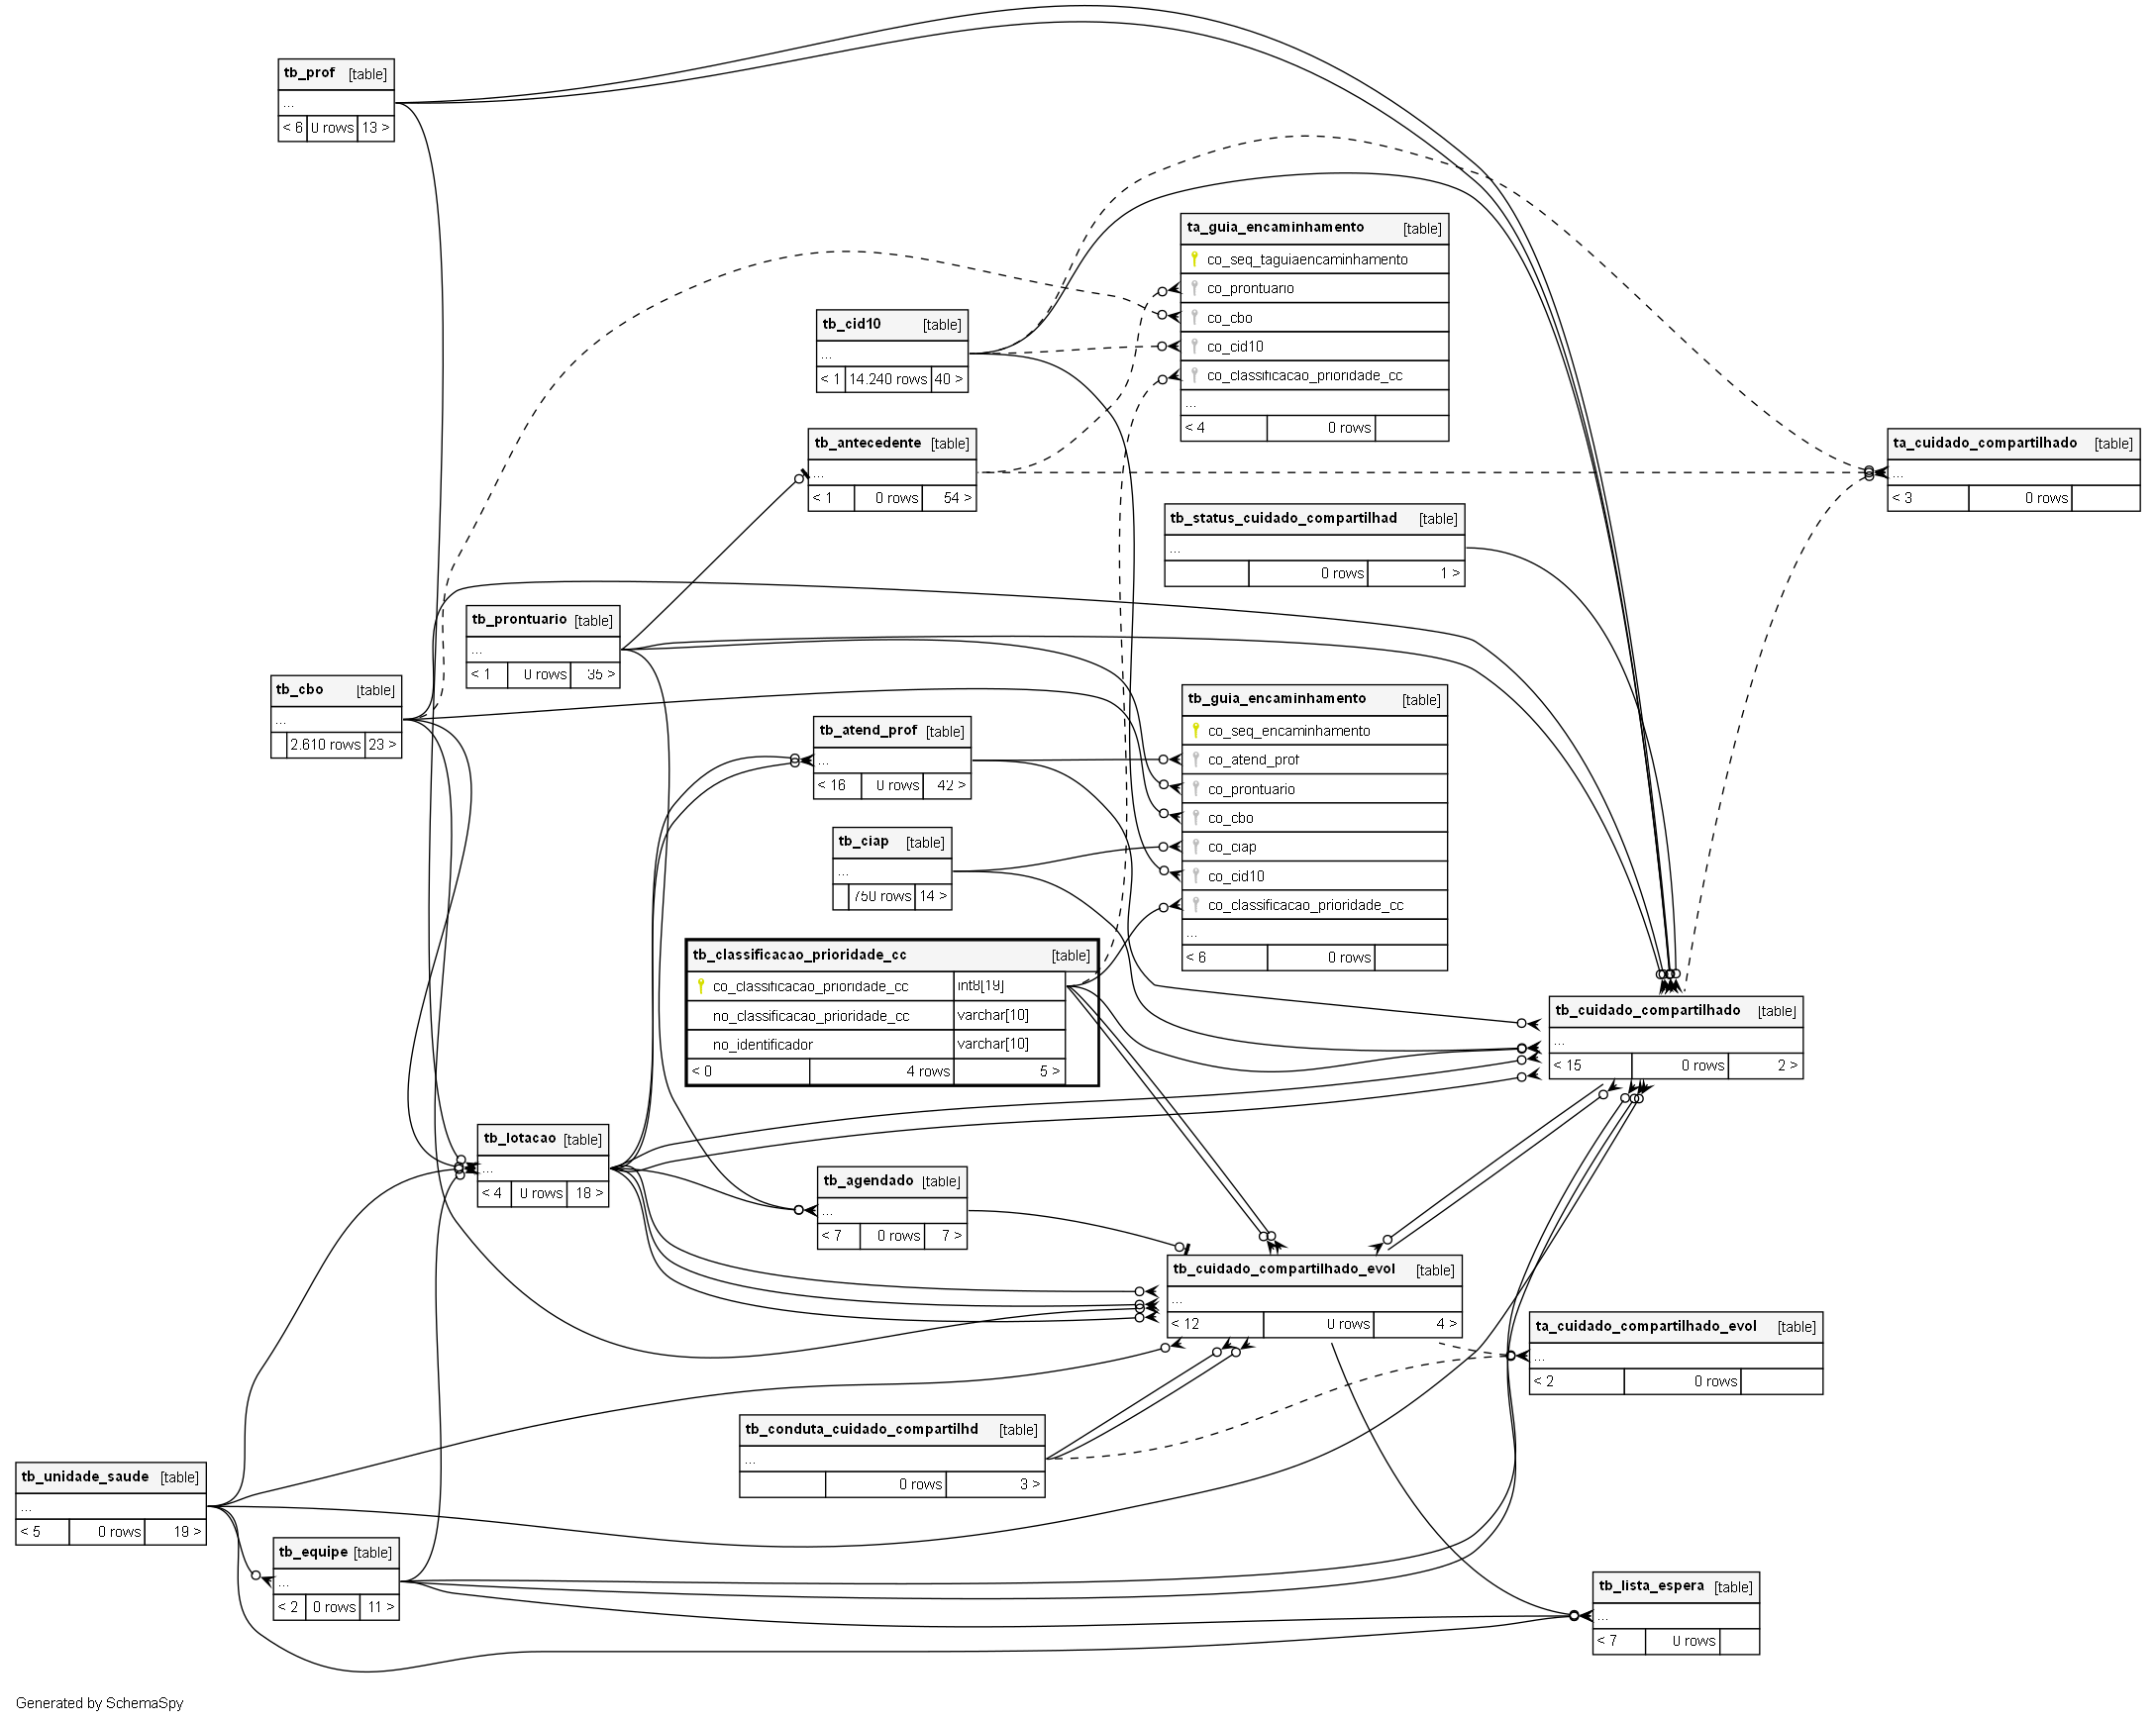 tb_prof [table]
...
< 6 0 rows 13 >
ta_guia_encaminhamento [table]
co_seq_taguiaencaminhamento
co_prontuario
co_cbo
co_cid10
co_classificacao_prioridade_cc
...
< 4 0 rows
tb_cid10 [table]
...
< 1 14.240 rows 40 >
tb_antecedente [table]
...
< 1 0 rows 54 >
ta_cuidado_compartilhado [table]
...
< 3 0 rows
tb_status_cuidado_compartilhad [table]
...
0 rows 1 >
tb_prontuario [table]
...
< 1 0 rows 35 >
tb_cbo [table]
...
2.610 rows 23 >
tb_guia_encaminhamento [table]
co_seq_encaminhamento
co_atend_prof
co_prontuario
co_cbo
co_ciap
co_cid10
co_classificacao_prioridade_cc
...
< 6 0 rows
tb_atend_prof [table]
...
< 16 0 rows 42 >
tb_ciap [table]
...
750 rows 14 >
tb_classificacao_prioridade_cc [table]
co_classificacao_prioridade_cc int8[19]
no_classificacao_prioridade_cc varchar[10]
no_identificador varchar[10]
< 0 4 rows 5 >
tb_cuidado_compartilhado [table]
...
< 15 0 rows 2 >
tb_lotacao [table]
...
< 4 0 rows 18 >
tb_agendado [table]
...
< 7 0 rows 7 >
tb_cuidado_compartilhado_evol [table]
...
< 12 0 rows 4 >
ta_cuidado_compartilhado_evol [table]
...
< 2 0 rows
tb_conduta_cuidado_compartilhd [table]
...
0 rows 3 >
tb_unidade_saude [table]
...
< 5 0 rows 19 >
tb_equipe [table]
...
< 2 0 rows 11 >
tb_lista_espera [table]
...
< 7 0 rows
Generated by SchemaSpy